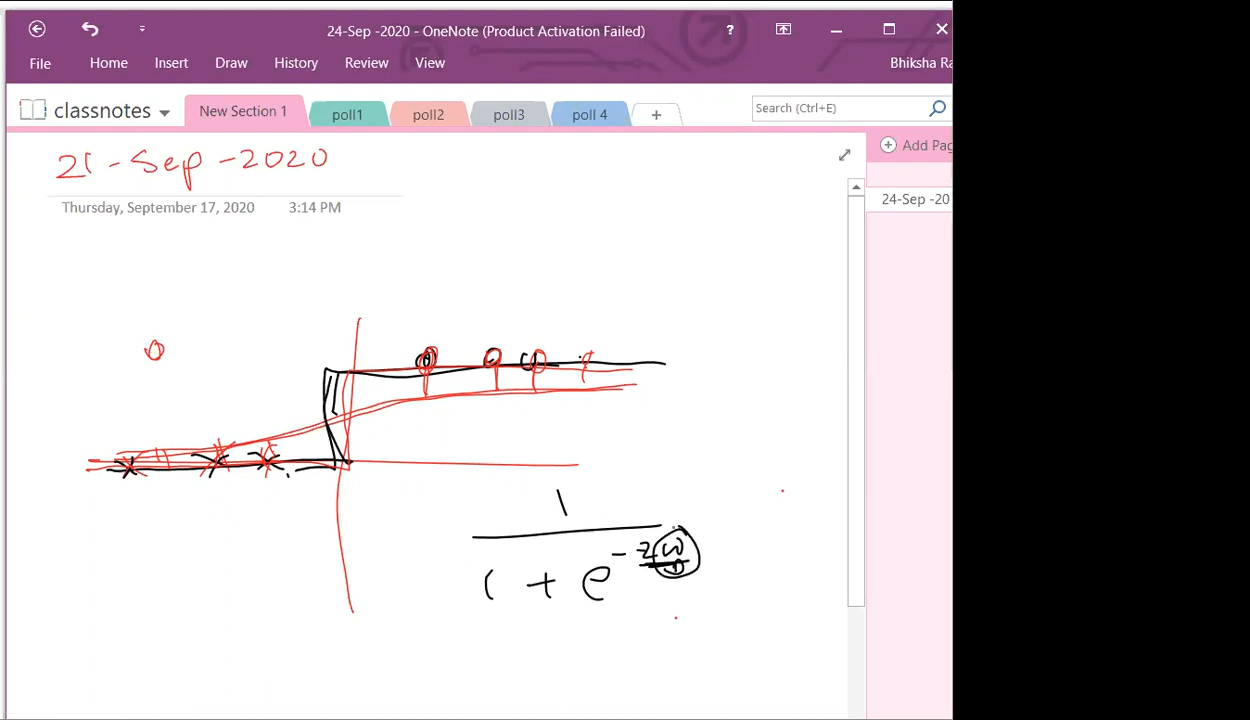 24-Sep -2020 - OneNote (Product Activation Failed)
?
File Home Insert Draw History Review View Bhiksha Ra
classnotes New Section 1 poll1 poll2 poll3 poll 4 + Search (Ctrl+E)
21-Sep-2020
Add Pag
Thursday, September 17, 2020 3:14 PM
24-Sep -20
1
1 + e^-z